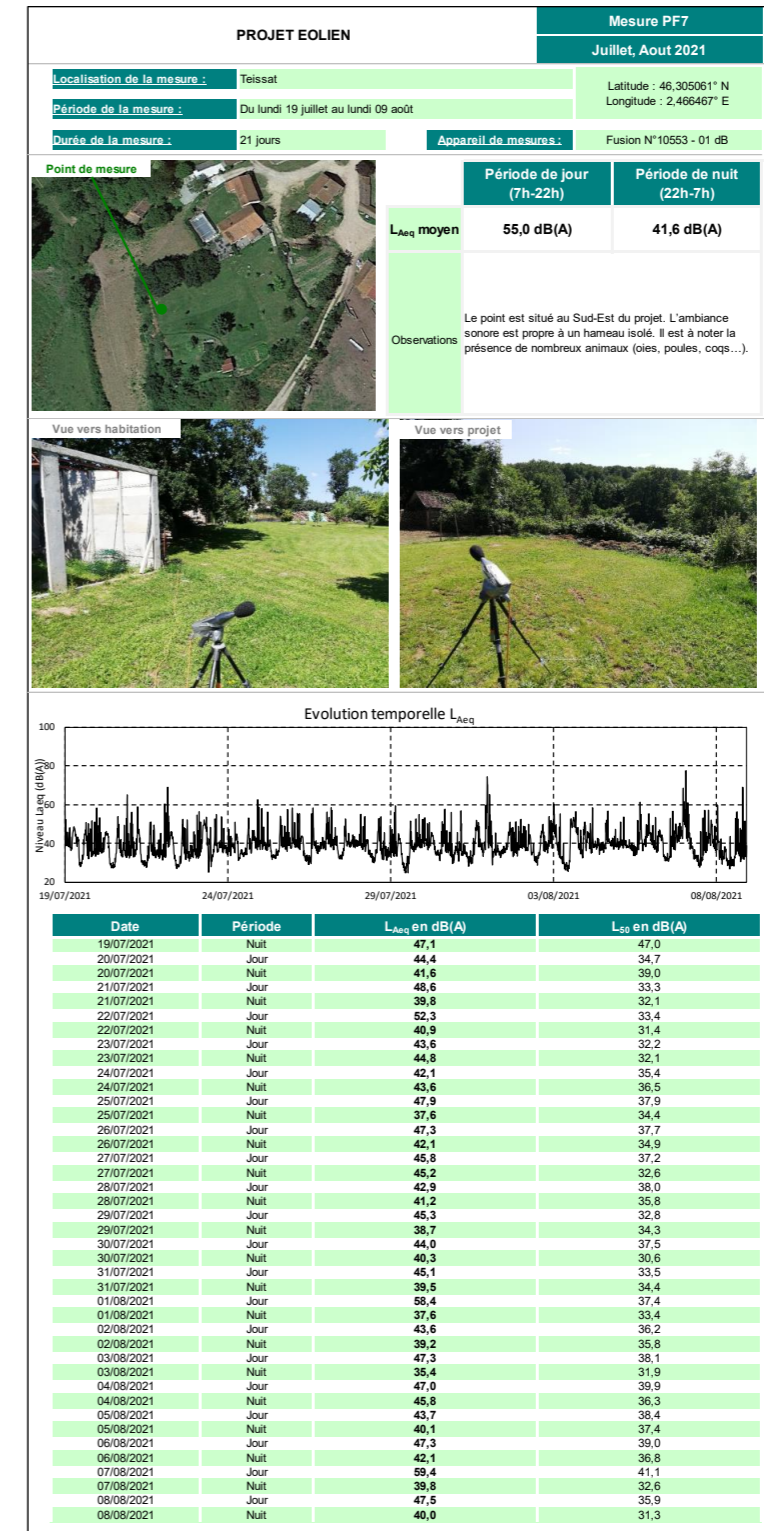 PROJET EOLIEN
Mesure PF7
Juillet, Aout 2021
Localisation de la mesure :
Teissat
Latitude : 46,305061° N
Longitude : 2,466467° E
Période de la mesure :
Du lundi 19 juillet au lundi 09 août
Durée de la mesure :
21 jours
Appareil de mesures :
Fusion N°10553 - 01 dB
Point de mesure
Période de jour
(7h-22h)
Période de nuit
(22h-7h)
LAeq moyen
55,0 dB(A)
41,6 dB(A)
Observations
Le point est situé au Sud-Est du projet. L'ambiance
sonore est propre à un hameau isolé. Il est à noter la
présence de nombreux animaux (oies, poules, coqs…).
Vue vers habitation
Vue vers projet
Evolution temporelle LAeq
Niveau Laeq (dB(A))
100
80
60
40
20
19/07/2021 24/07/2021 29/07/2021 03/08/2021 08/08/2021
Date Période LAeq en dB(A) L50 en dB(A)
19/07/2021 Nuit 47,1 47,0
20/07/2021 Jour 44,4 34,7
20/07/2021 Nuit 41,6 39,0
21/07/2021 Jour 48,6 33,3
21/07/2021 Nuit 39,8 32,1
22/07/2021 Jour 52,3 33,4
22/07/2021 Nuit 40,9 31,4
23/07/2021 Jour 43,6 32,2
23/07/2021 Nuit 44,8 32,1
24/07/2021 Jour 42,1 35,4
24/07/2021 Nuit 43,6 36,5
25/07/2021 Jour 47,9 37,9
25/07/2021 Nuit 37,6 34,4
26/07/2021 Jour 47,3 37,7
26/07/2021 Nuit 42,1 34,9
27/07/2021 Jour 45,8 37,2
27/07/2021 Nuit 45,2 32,6
28/07/2021 Jour 42,9 38,0
28/07/2021 Nuit 41,2 35,8
29/07/2021 Jour 45,3 32,8
29/07/2021 Nuit 38,7 34,3
30/07/2021 Jour 44,0 37,5
30/07/2021 Nuit 40,3 30,6
31/07/2021 Jour 45,1 33,5
31/07/2021 Nuit 39,5 34,4
01/08/2021 Jour 58,4 37,4
01/08/2021 Nuit 37,6 33,4
02/08/2021 Jour 43,6 36,2
02/08/2021 Nuit 39,2 35,8
03/08/2021 Jour 47,3 38,1
03/08/2021 Nuit 35,4 31,9
04/08/2021 Jour 47,0 39,9
04/08/2021 Nuit 45,8 36,3
05/08/2021 Jour 43,7 38,4
05/08/2021 Nuit 40,1 37,4
06/08/2021 Jour 47,3 39,0
06/08/2021 Nuit 42,1 36,8
07/08/2021 Jour 59,4 41,1
07/08/2021 Nuit 39,8 32,6
08/08/2021 Jour 47,5 35,9
08/08/2021 Nuit 40,0 31,3